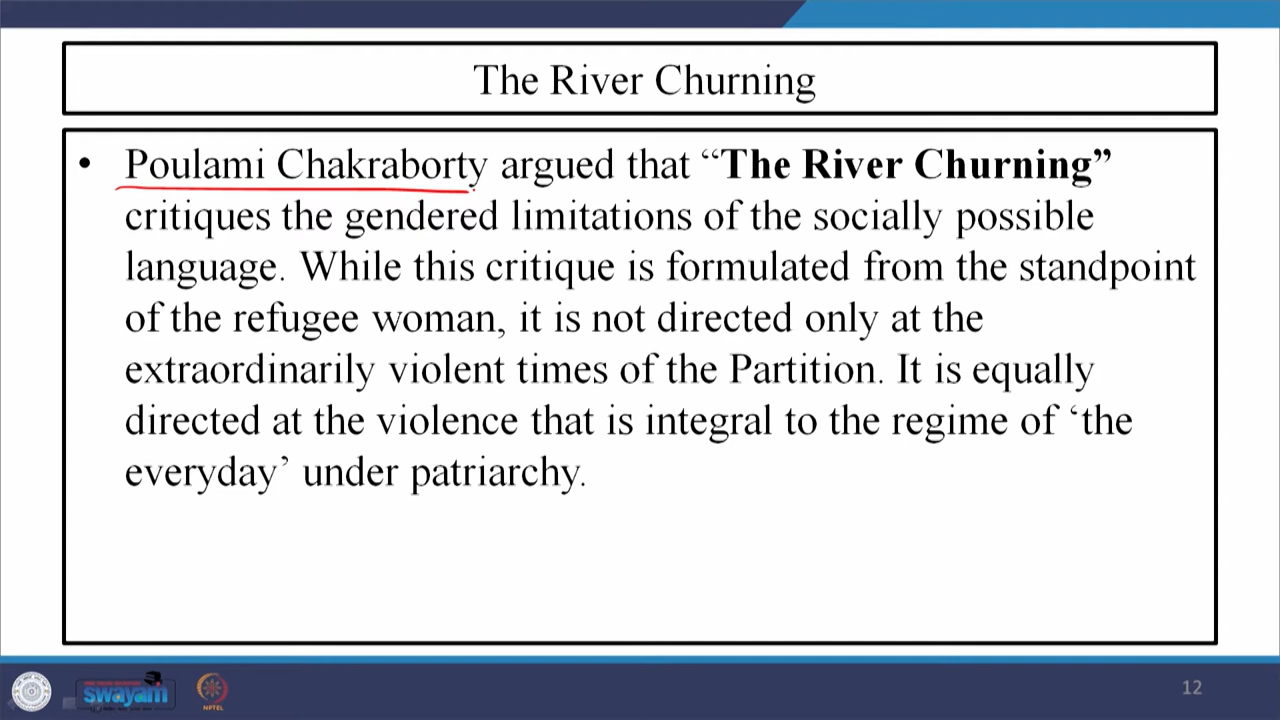 The River Churning
• Poulami Chakraborty argued that “The River Churning”
critiques the gendered limitations of the socially possible
language. While this critique is formulated from the standpoint
of the refugee woman, it is not directed only at the
extraordinarily violent times of the Partition. It is equally
directed at the violence that is integral to the regime of ‘the
everyday’ under patriarchy.
swayam
NPTEL
12